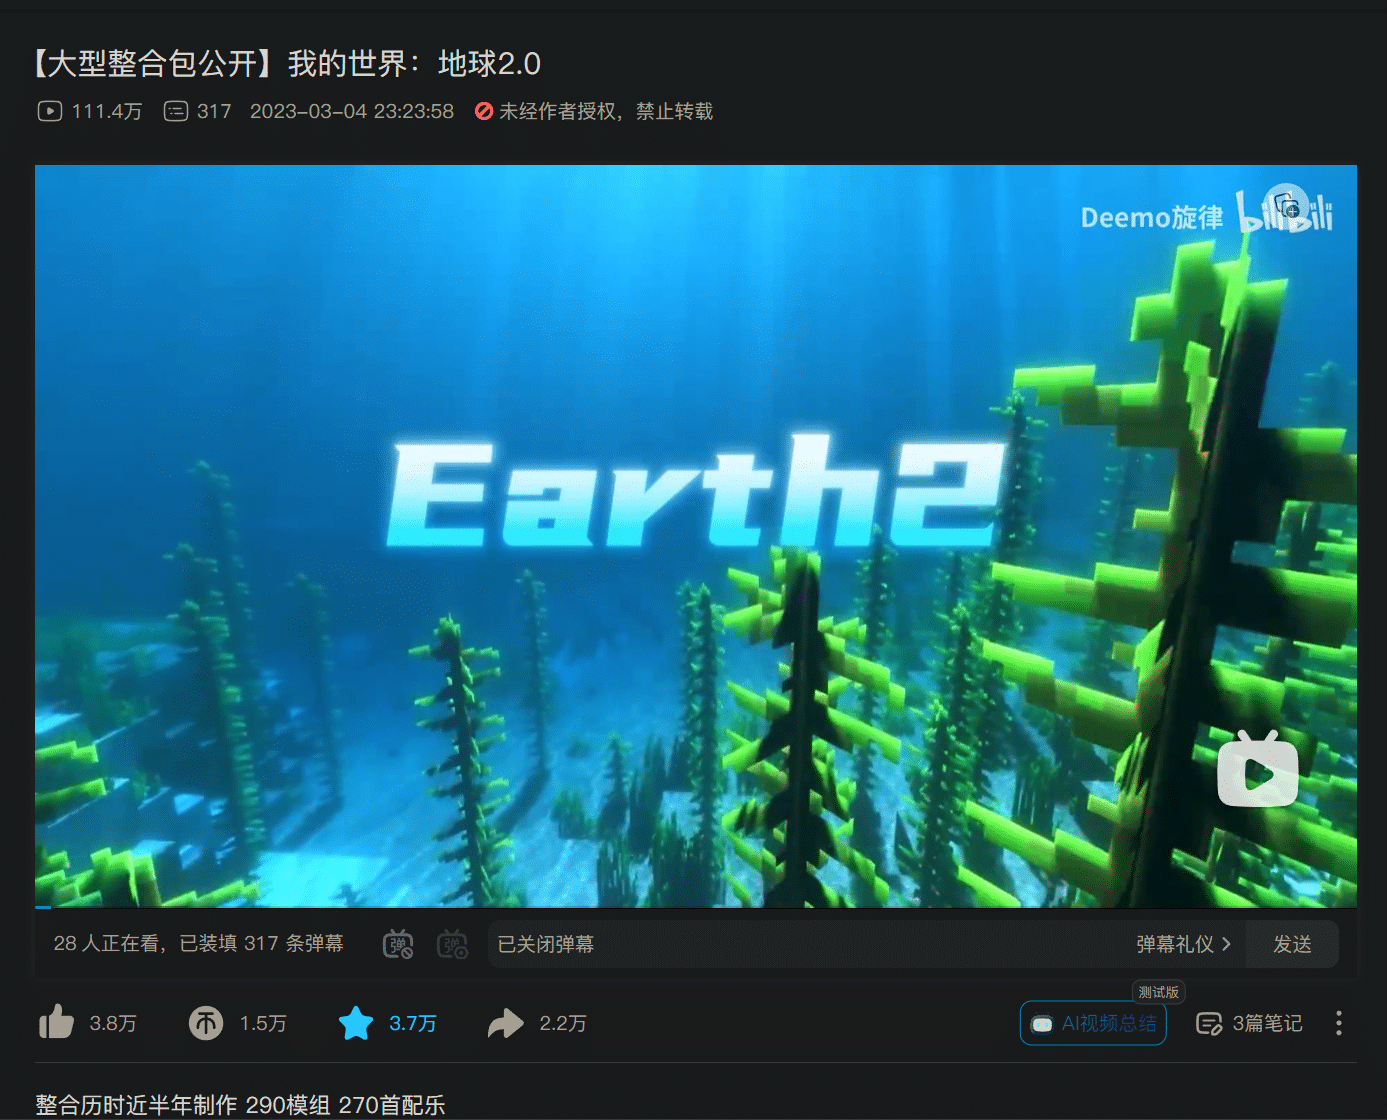 【大型整合包公开】我的世界：地球2.0
111.4万 317 2023-03-04 23:23:58 未经作者授权，禁止转载
Deemo旋律 bilibili
Earth2
28 人正在看，已装填 317 条弹幕 弹 弹 已关闭弹幕 弹幕礼仪 发送
测试版
3.8万 1.5万 3.7万 2.2万 AI视频总结 3篇笔记
整合历时近半年制作 290模组 270首配乐